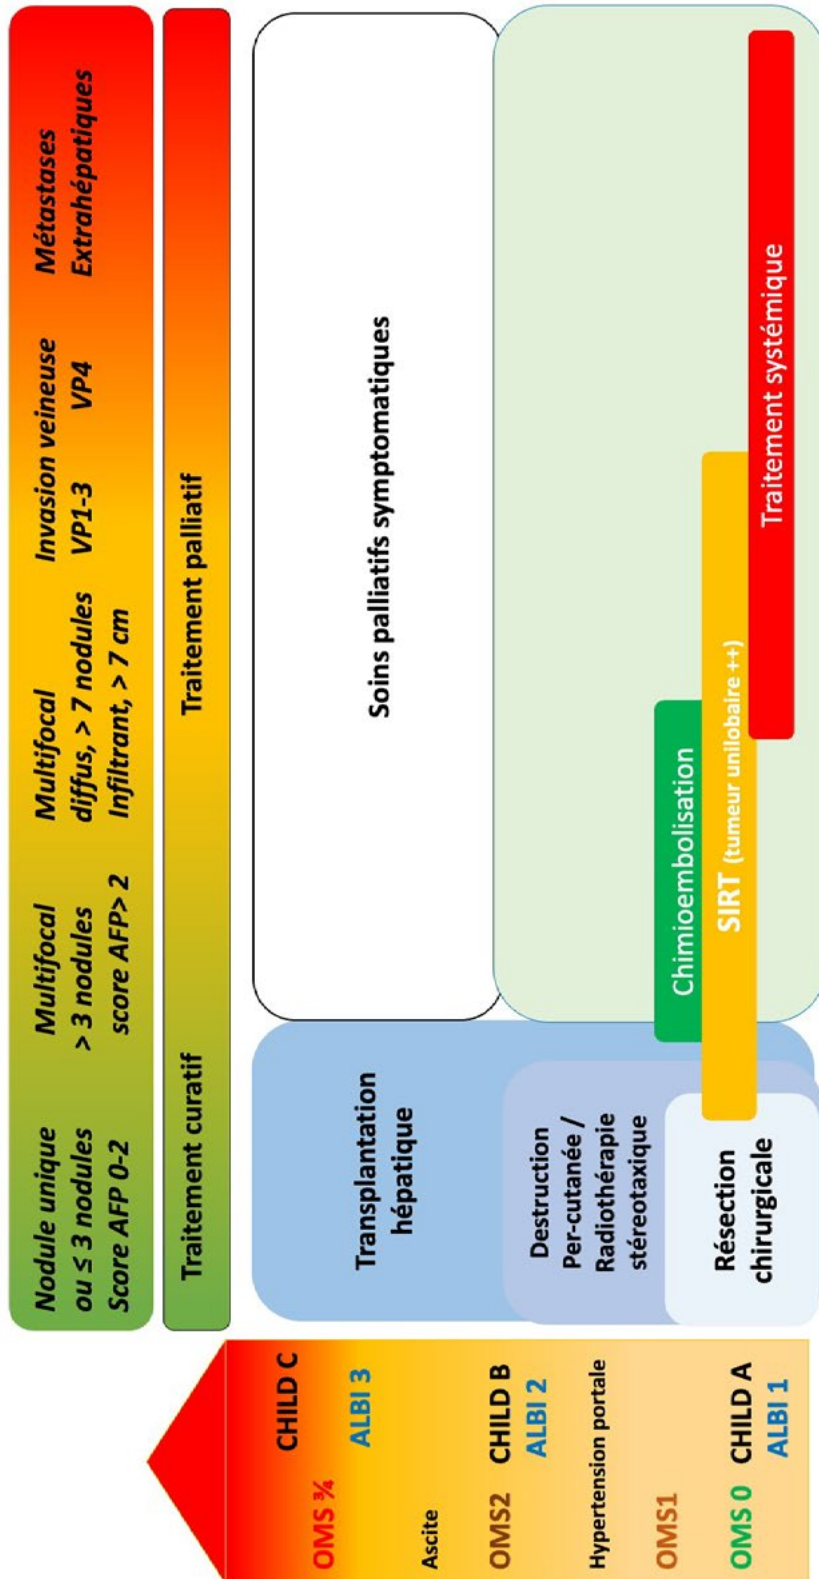 Nodule unique
ou ≤ 3 nodules
Score AFP 0-2
Multifocal
> 3 nodules
score AFP> 2
Multifocal
diffus, > 7 nodules
Infiltrant, > 7 cm
Invasion veineuse
VP1-3 VP4
Métastases
Extrahépatiques
Traitement curatif
Traitement palliatif
CHILD C
OMS ¾
ALBI 3
Ascite
CHILD B
OMS2
ALBI 2
Hypertension portale
OMS1
CHILD A
OMS 0
ALBI 1
Transplantation
hépatique
Destruction
Per-cutanée /
Radiothérapie
stéreotaxique
Résection
chirurgicale
Soins palliatifs symptomatiques
Chimioembolisation
SIRT (tumeur unilobaire ++)
Traitement systémique